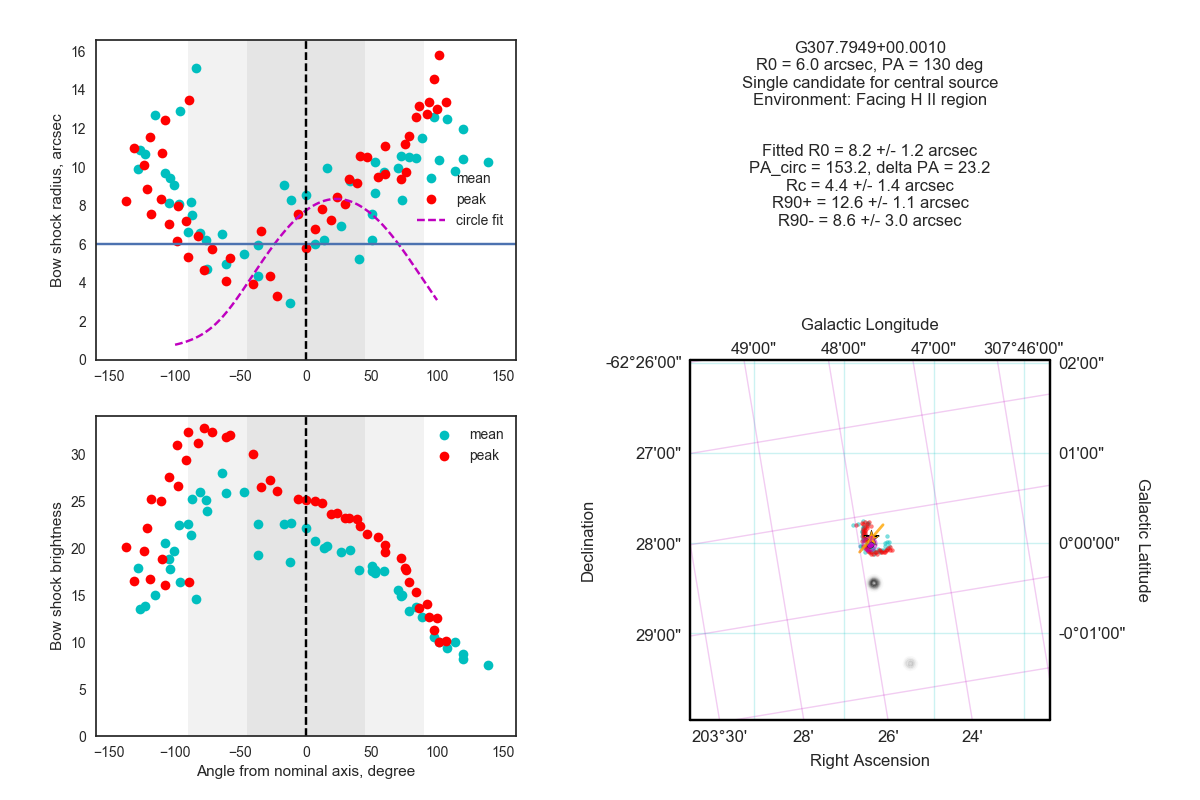 G307.7949+00.0010
R0 = 6.0 arcsec, PA = 130 deg
Single candidate for central source
Environment: Facing H II region
Fitted R0 = 8.2 +/- 1.2 arcsec
PA_circ = 153.2, delta PA = 23.2
Rc = 4.4 +/- 1.4 arcsec
R90+ = 12.6 +/- 1.1 arcsec
R90- = 8.6 +/- 3.0 arcsec
Bow shock radius, arcsec
16
14
12
10
8
6
4
2
0
mean
peak
circle fit
−150 −100 −50 0 50 100 150
Bow shock brightness
30
25
20
15
10
5
0
mean
peak
−150 −100 −50 0 50 100 150
Angle from nominal axis, degree
Galactic Longitude
49'00" 48'00" 47'00" 307°46'00"
-62°26'00"
27'00"
28'00"
29'00"
Declination
02'00"
01'00"
0°00'00"
-0°01'00"
Galactic Latitude
203°30' 28' 26' 24'
Right Ascension